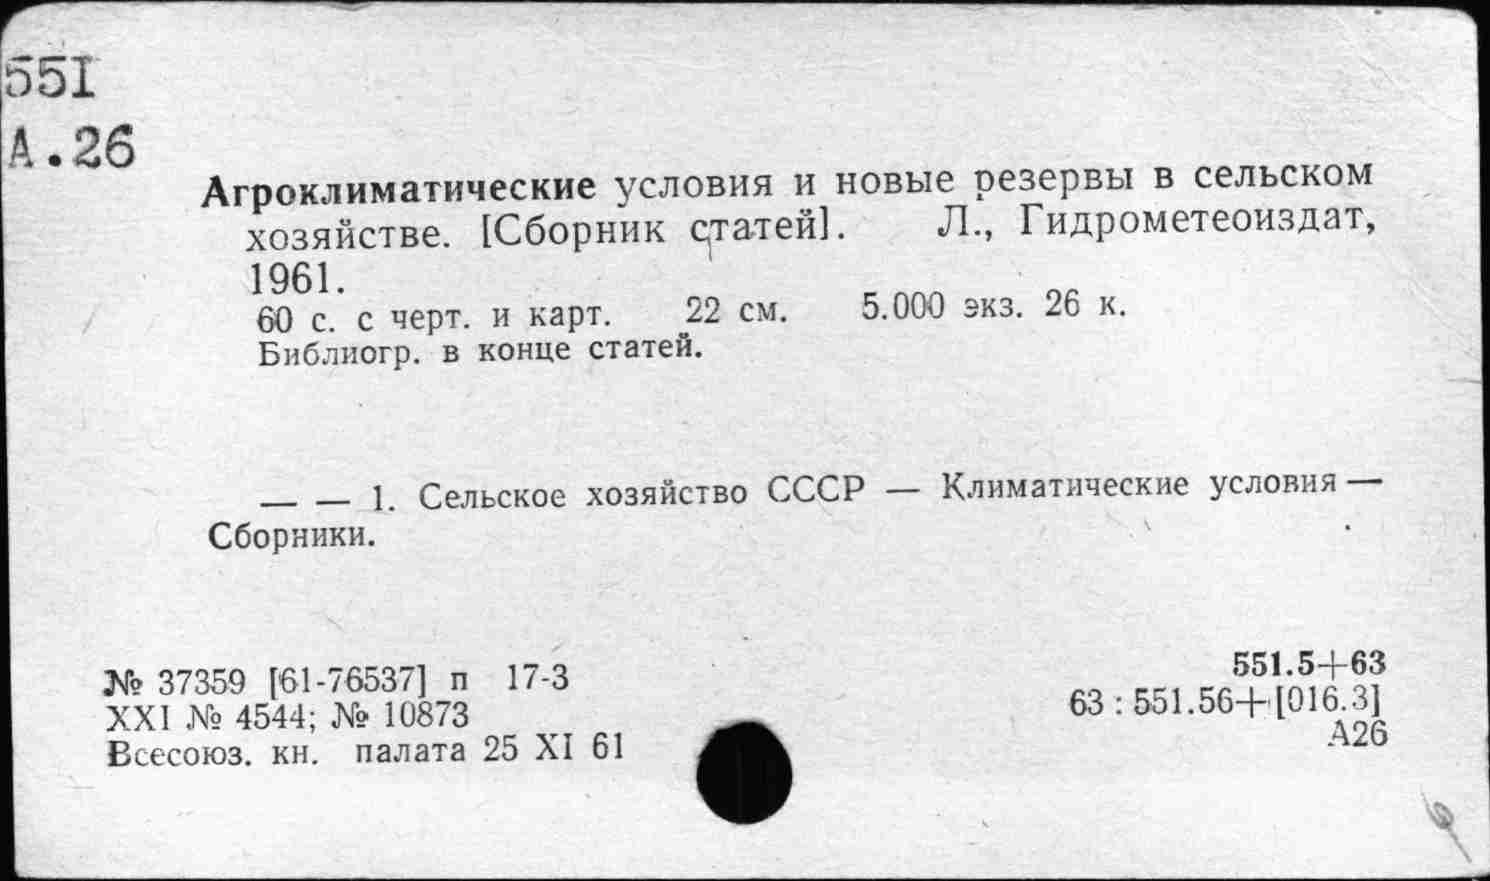 551
А.26
Агроклиматические условия и новые резервы в сельском
хозяйстве. [Сборник статей]. Л., Гидрометеоиздат,
1961.
60 с. с черт. и карт. 22 см. 5.000 экз. 26 к.
Библиогр. в конце статей.
— — 1. Сельское хозяйство СССР — Климатические условия —
Сборники.
№ 37359 [61-76537] п 17-3
XXI № 4544; № 10873
Всесоюз. кн. палата 25 XI 61
551.5+63
63 : 551.56+[016.3]
А26